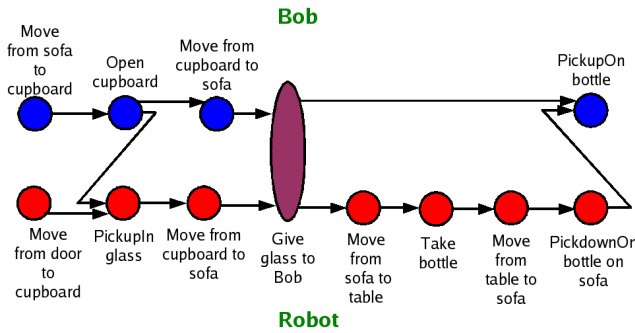 Bob
Move
from sofa
to
cupboard
Open
cupboard
Move from
cupboard to
sofa
PickupOn
bottle
Move
from door
to
cupboard
PickupIn
glass
Move from
cupboard to
sofa
Give
glass to
Bob
Move
from
sofa to
table
Take
bottle
Move
from
table to
sofa
PickdownOn
bottle on
sofa
Robot